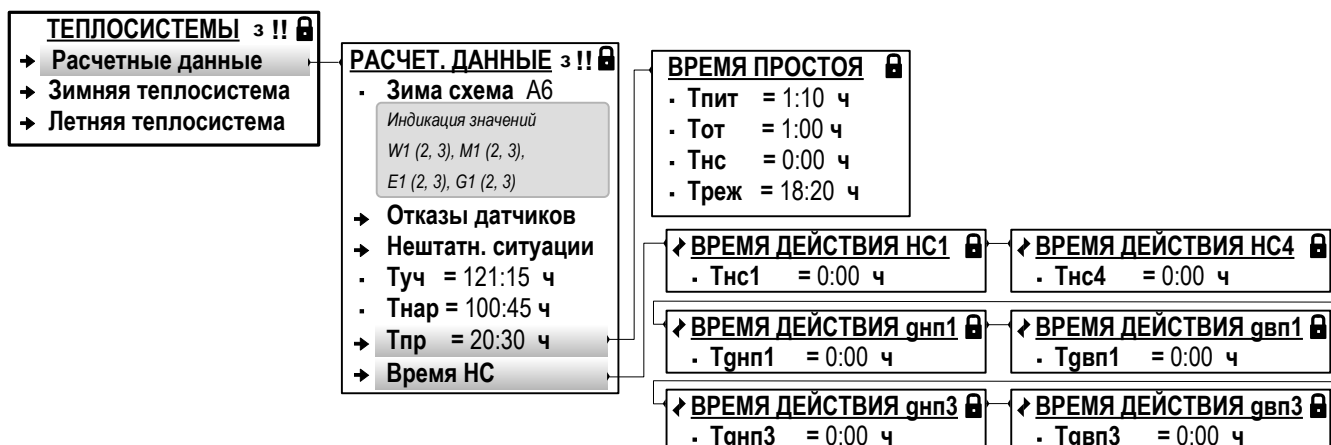 ТЕПЛОСИСТЕМЫ з !!
Расчетные данные
Зимняя теплосистема
Летняя теплосистема
РАСЧЕТ. ДАННЫЕ з !!
Зима схема А6
Индикация значений
W1 (2, 3), M1 (2, 3),
E1 (2, 3), G1 (2, 3)
Отказы датчиков
Нештатн. ситуации
Туч = 121:15 ч
Тнар = 100:45 ч
Тпр = 20:30 ч
Время НС
ВРЕМЯ ПРОСТОЯ
Тпит = 1:10 ч
Тот = 1:00 ч
Тнс = 0:00 ч
Треж = 18:20 ч
ВРЕМЯ ДЕЙСТВИЯ НС1
Тнс1 = 0:00 ч
ВРЕМЯ ДЕЙСТВИЯ НС4
Тнс4 = 0:00 ч
ВРЕМЯ ДЕЙСТВИЯ gнп1
Тgнп1 = 0:00 ч
ВРЕМЯ ДЕЙСТВИЯ gвп1
Тgвп1 = 0:00 ч
ВРЕМЯ ДЕЙСТВИЯ gнп3
Тgнп3 = 0:00 ч
ВРЕМЯ ДЕЙСТВИЯ gвп3
Тgвп3 = 0:00 ч